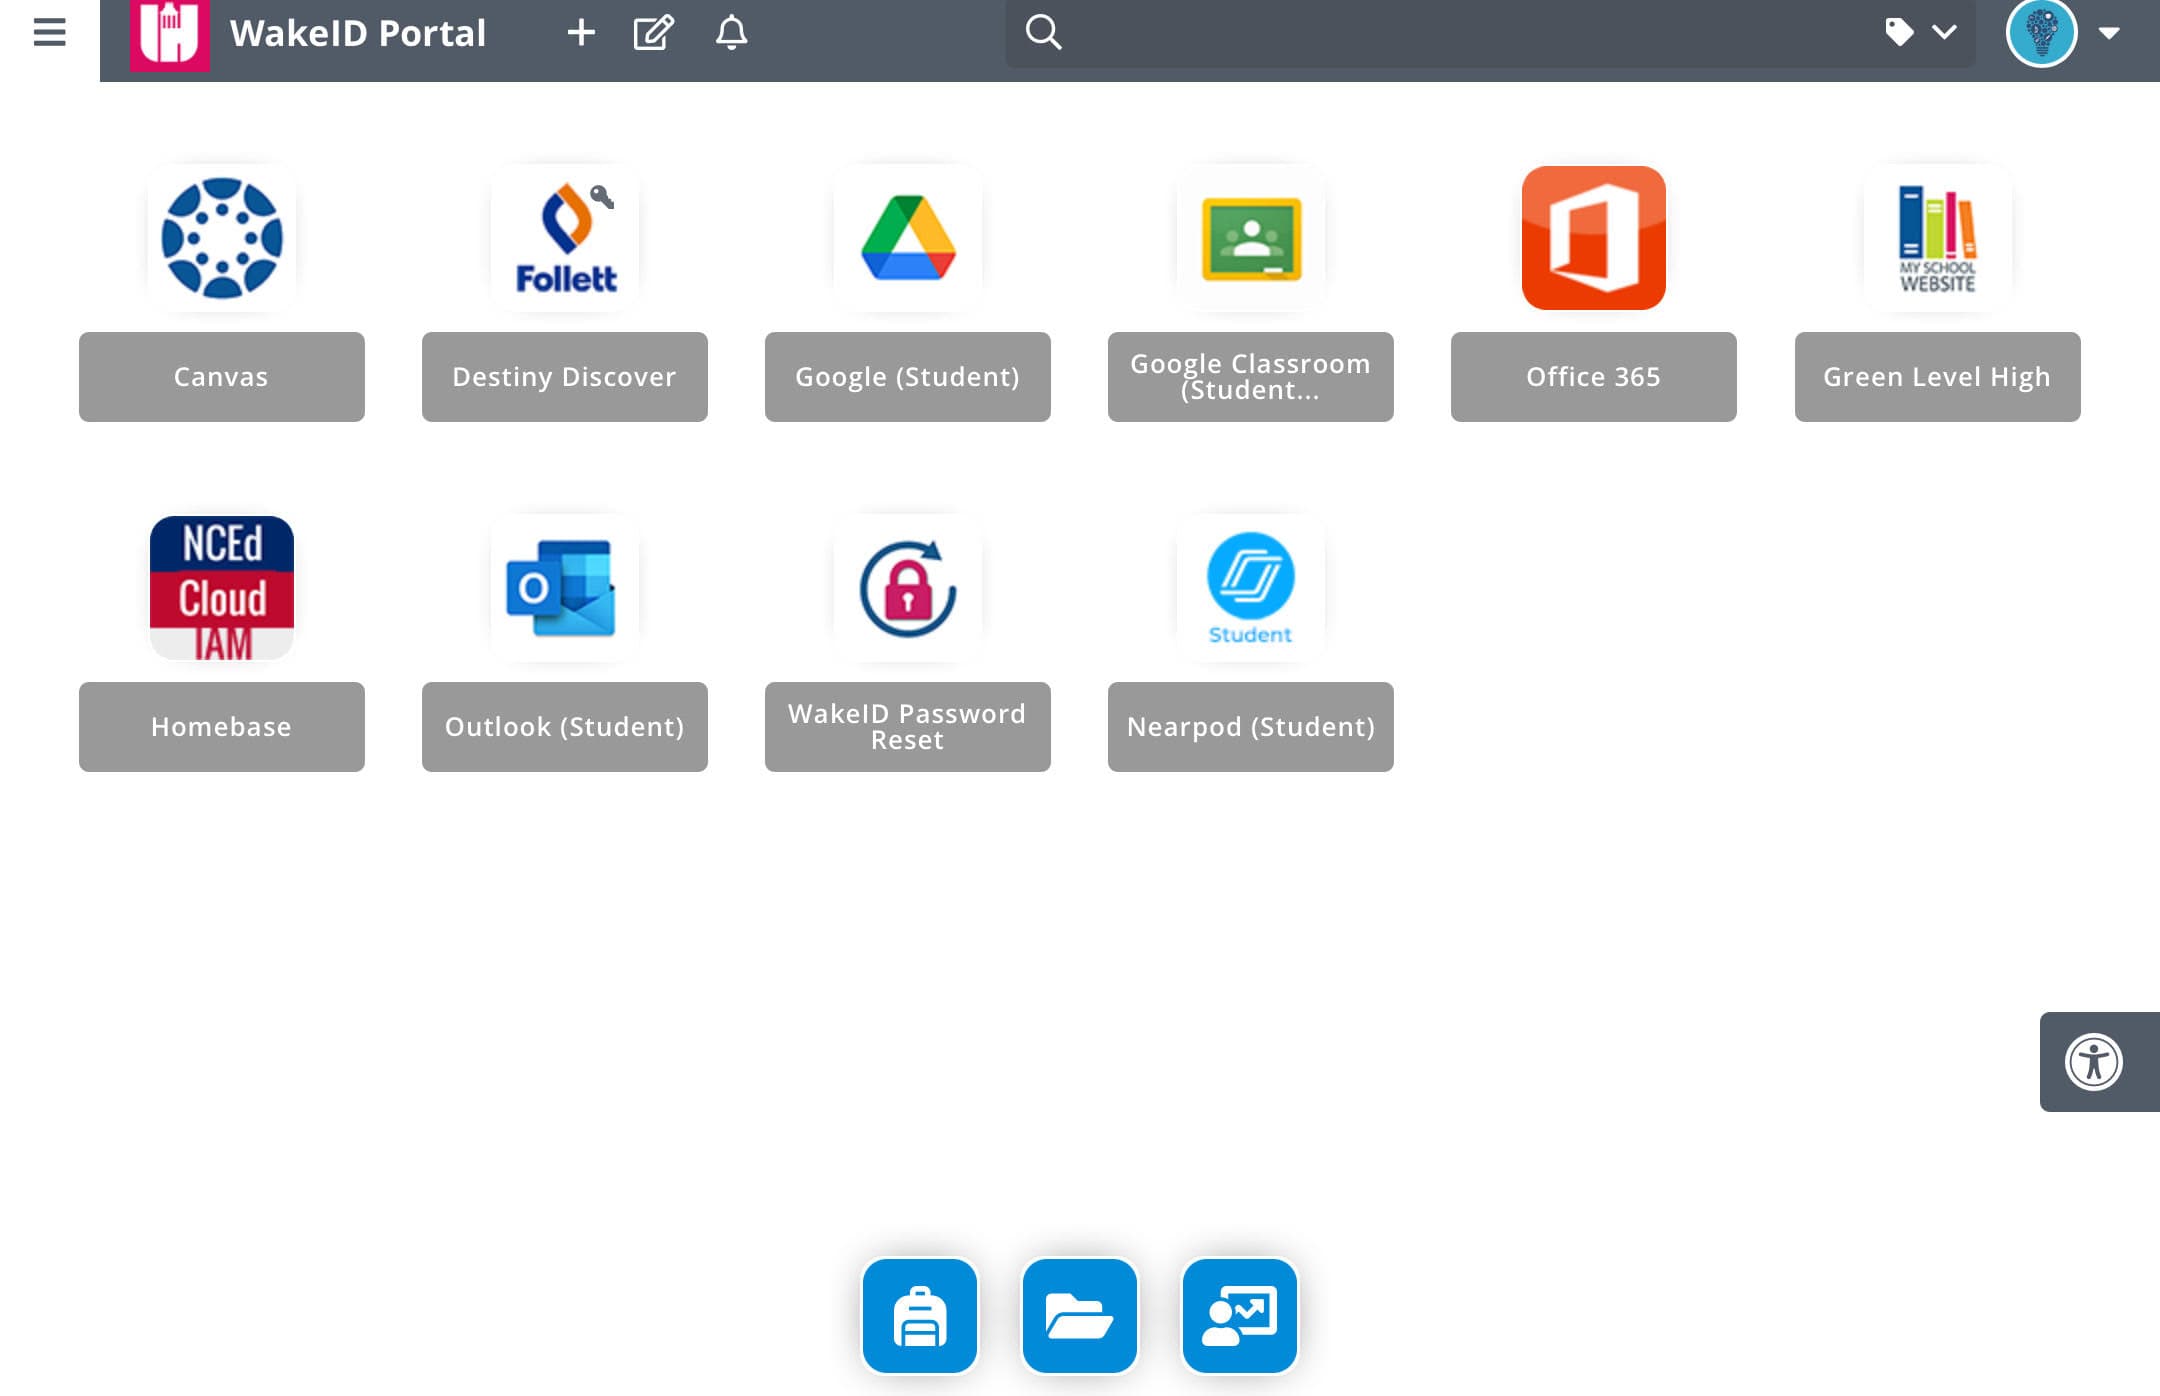 WakeID Portal
Follett
MY SCHOOL
WEBSITE
Canvas
Destiny Discover
Google (Student)
Google Classroom
(Student...
Office 365
Green Level High
NCEd
Cloud
IAM
O
Student
Homebase
Outlook (Student)
WakeID Password
Reset
Nearpod (Student)